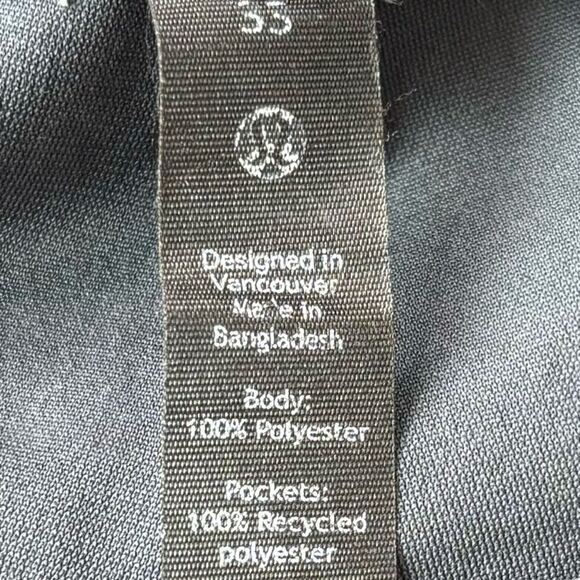 33
Designed in
Vancouver
Made in
Bangladesh
Body:
100% Polyester
Pockets:
100% Recycled
polyester